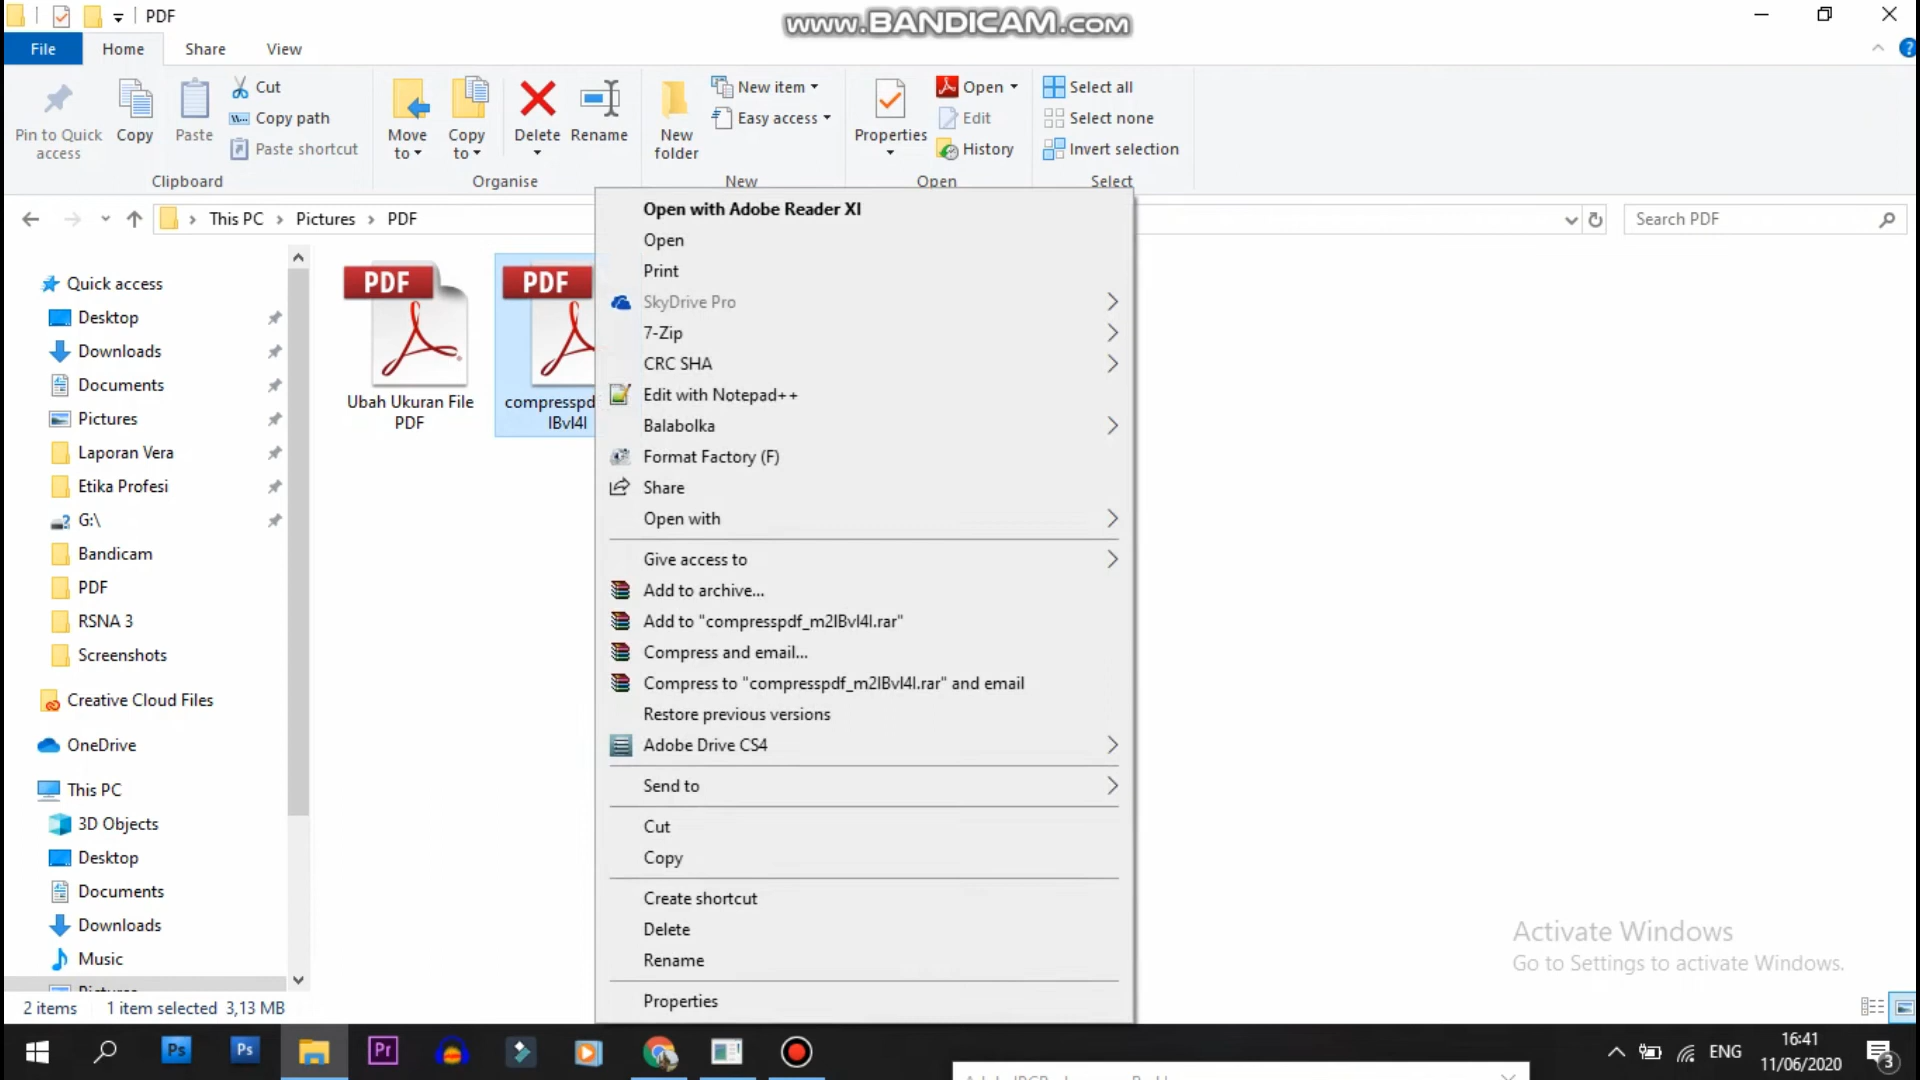 PDF
www.BANDICAM.com
File
Home
Share
View
Pin to Quick
access
Copy
Paste
Cut
Copy path
Paste shortcut
Clipboard
Move
to
Copy
to
Delete
Rename
Organise
New
folder
New item
Easy access
New
Properties
Open
Edit
History
Open
Select all
Select none
Invert selection
Select
This PC
Pictures
PDF
Search PDF
Quick access
Desktop
Downloads
Documents
Pictures
Laporan Vera
Etika Profesi
G:\
Bandicam
PDF
RSNA 3
Screenshots
Creative Cloud Files
OneDrive
This PC
3D Objects
Desktop
Documents
Downloads
Music
Pictures
PDF
Ubah Ukuran File
PDF
PDF
compresspd
lBvI4l
Open with Adobe Reader XI
Open
Print
SkyDrive Pro
7-Zip
CRC SHA
Edit with Notepad++
Balabolka
Format Factory (F)
Share
Open with
Give access to
Add to archive...
Add to "compresspdf_m2lBvI4l.rar"
Compress and email...
Compress to "compresspdf_m2lBvI4l.rar" and email
Restore previous versions
Adobe Drive CS4
Send to
Cut
Copy
Create shortcut
Delete
Rename
Properties
Activate Windows
Go to Settings to activate Windows.
2 items
1 item selected 3,13 MB
Ps
Ps
Pr
ENG
16:41
11/06/2020
3